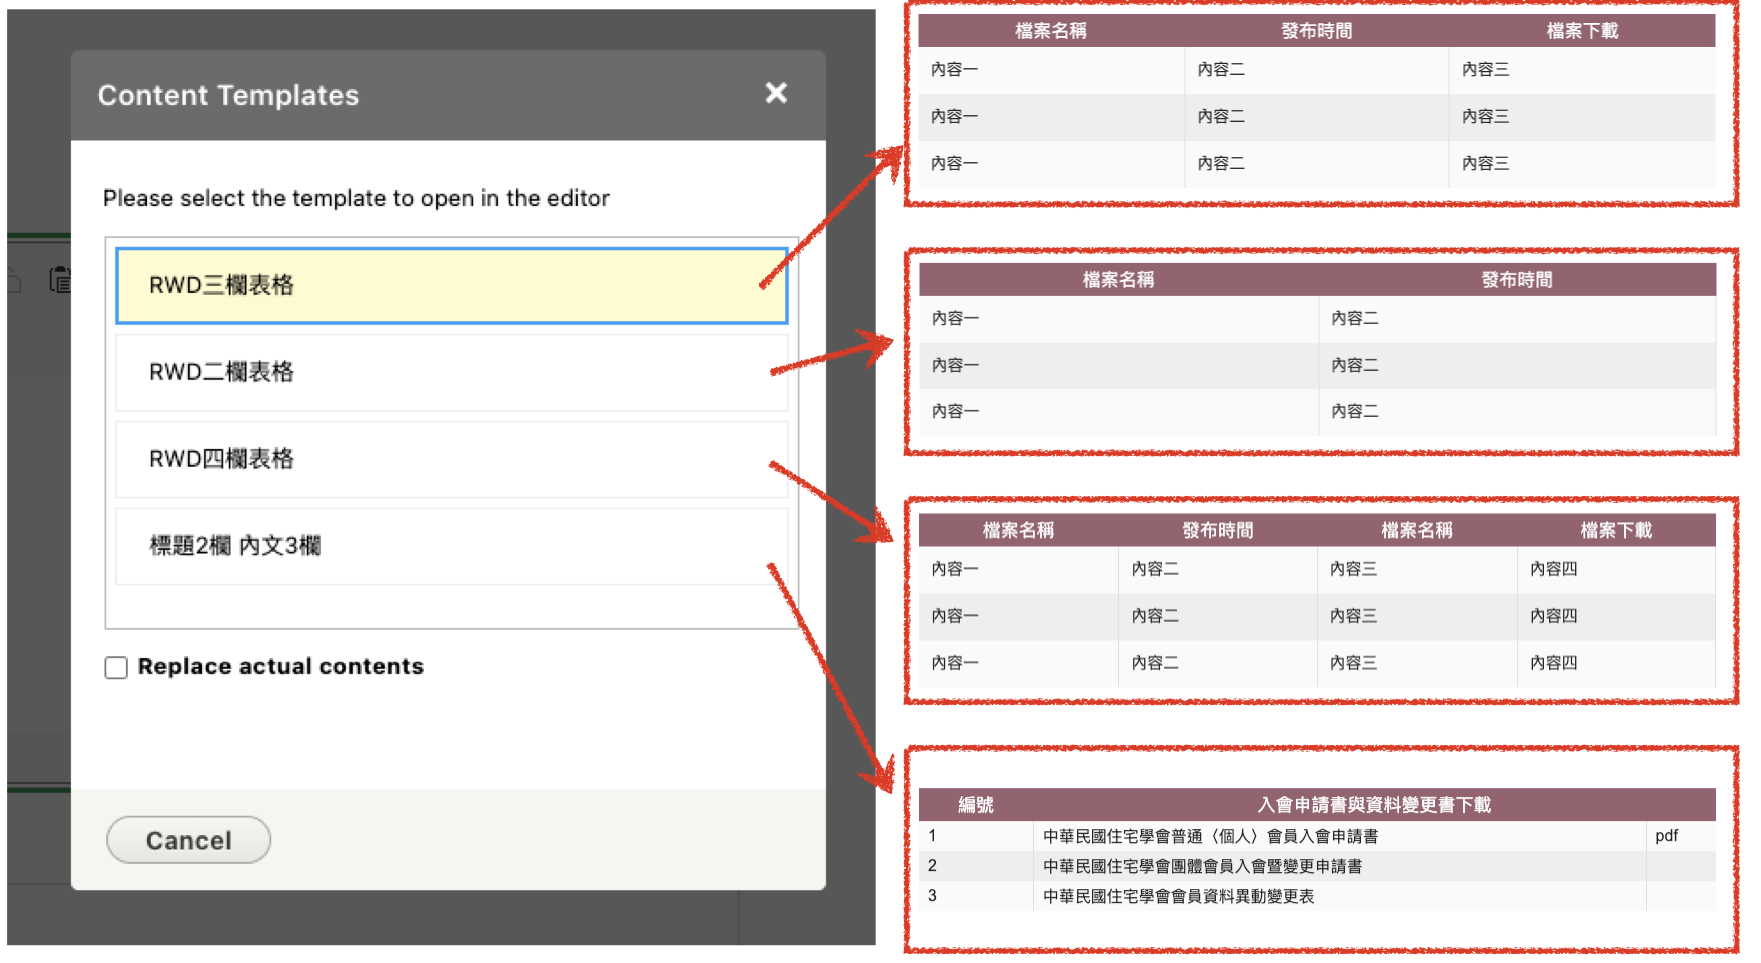 Content Templates
Please select the template to open in the editor
RWD三欄表格
RWD二欄表格
RWD四欄表格
標題2欄 內文3欄
Replace actual contents
Cancel
檔案名稱 發布時間 檔案下載
內容一 內容二 內容三
內容一 內容二 內容三
內容一 內容二 內容三
檔案名稱 發布時間
內容一 內容二
內容一 內容二
內容一 內容二
檔案名稱 發布時間 檔案名稱 檔案下載
內容一 內容二 內容三 內容四
內容一 內容二 內容三 內容四
內容一 內容二 內容三 內容四
編號 入會申請書與資料變更書下載
1 中華民國住宅學會普通〈個人〉會員入會申請書 pdf
2 中華民國住宅學會團體會員入會暨變更申請書
3 中華民國住宅學會會員資料異動變更表